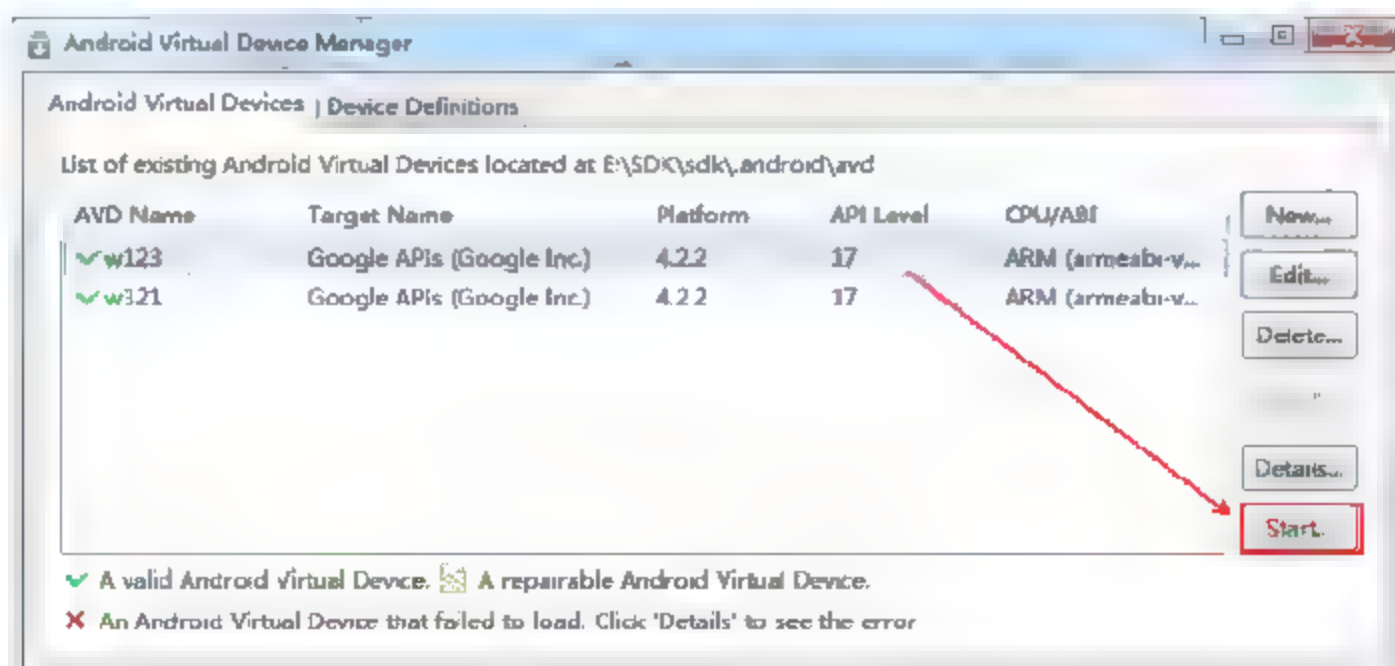 Android Virtual Device Manager
Android Virtual Devices | Device Definitions
List of existing Android Virtual Devices located at E:\SDK\sdk\.android\avd
AVD Name Target Name Platform API Level CPU/ABI New...
w123 Google APIs (Google Inc.) 4.2.2 17 ARM (armeabi-v...
Edit...
w321 Google APIs (Google Inc.) 4.2.2 17 ARM (armeabi-v...
Delete...
Details...
Start...
A valid Android Virtual Device. A repairable Android Virtual Device.
An Android Virtual Device that failed to load. Click 'Details' to see the error